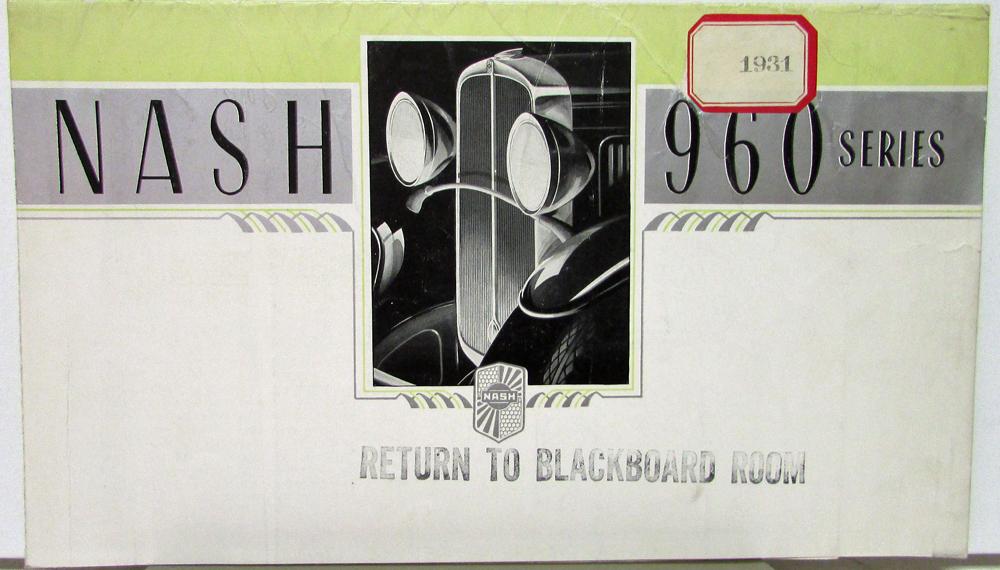 NASH 960 SERIES
1931
NASH
RETURN TO BLACKBOARD ROOM